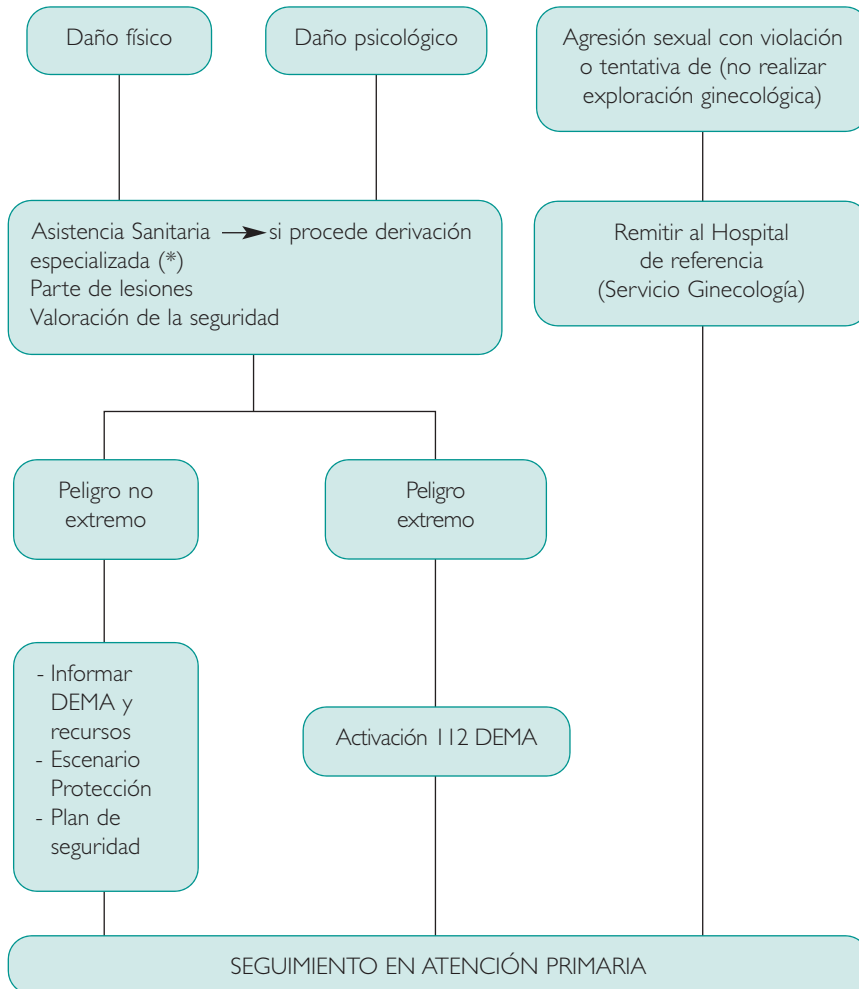 Daño físico
Daño psicológico
Agresión sexual con violación
o tentativa de (no realizar
exploración ginecológica)
Asistencia Sanitaria → si procede derivación
especializada (*)
Parte de lesiones
Valoración de la seguridad
Remitir al Hospital
de referencia
(Servicio Ginecología)
Peligro no
extremo
Peligro
extremo
- Informar
DEMA y
recursos
- Escenario
Protección
- Plan de
seguridad
Activación 112 DEMA
SEGUIMIENTO EN ATENCIÓN PRIMARIA